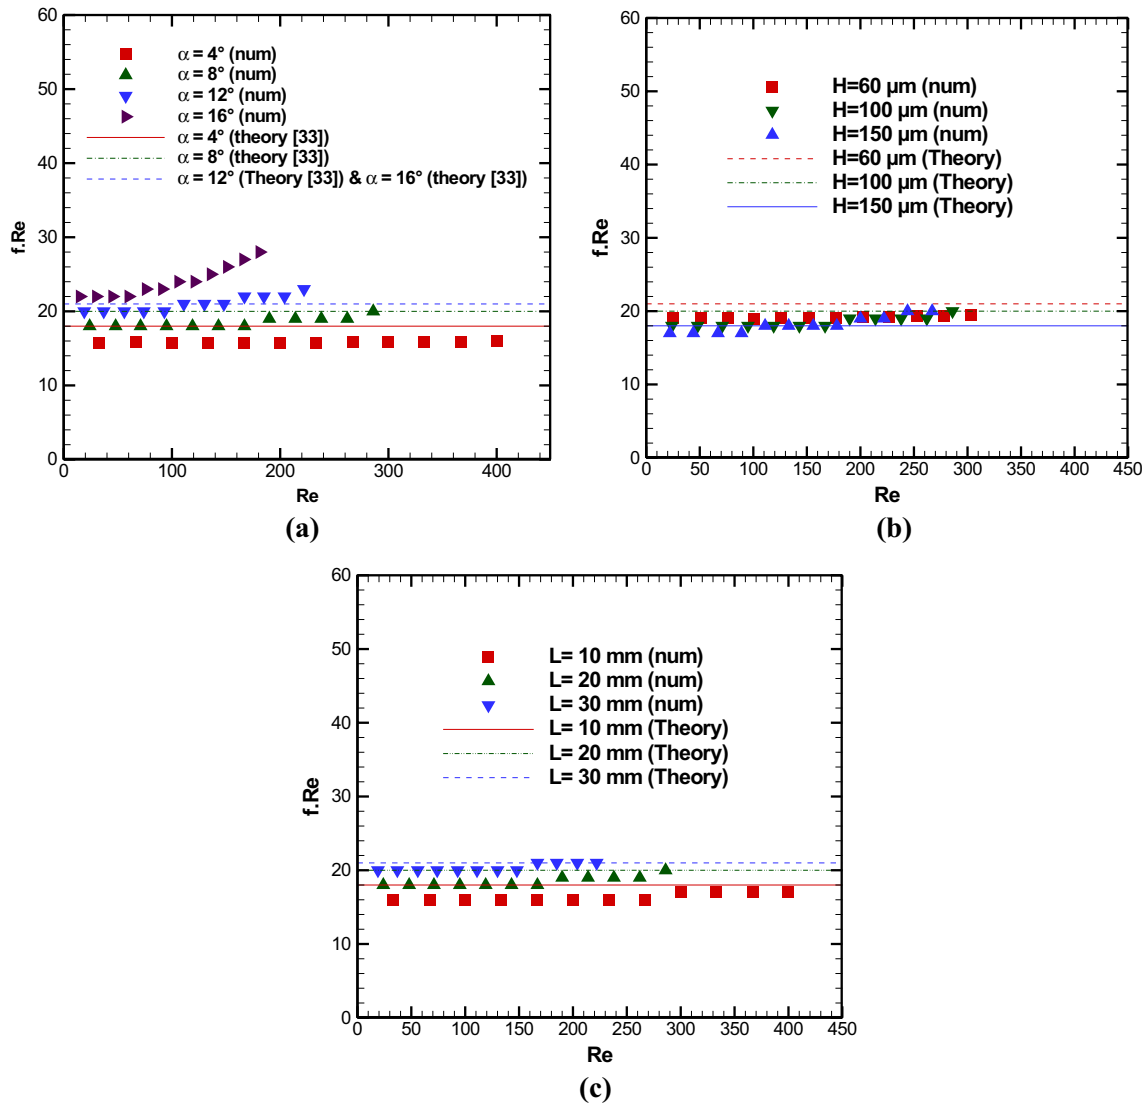 60
50
40
30
20
10
0
f.Re
α = 4° (num)
α = 8° (num)
α = 12° (num)
α = 16° (num)
α = 4° (theory [33])
α = 8° (theory [33])
α = 12° (Theory [33]) & α = 16° (theory [33])
0 100 200 300 400
Re
(a)
60
50
40
30
20
10
0
f.Re
H=60 µm (num)
H=100 µm (num)
H=150 µm (num)
H=60 µm (Theory)
H=100 µm (Theory)
H=150 µm (Theory)
0 50 100 150 200 250 300 350 400 450
Re
(b)
60
50
40
30
20
10
0
f.Re
L= 10 mm (num)
L= 20 mm (num)
L= 30 mm (num)
L= 10 mm (Theory)
L= 20 mm (Theory)
L= 30 mm (Theory)
0 50 100 150 200 250 300 350 400 450
Re
(c)